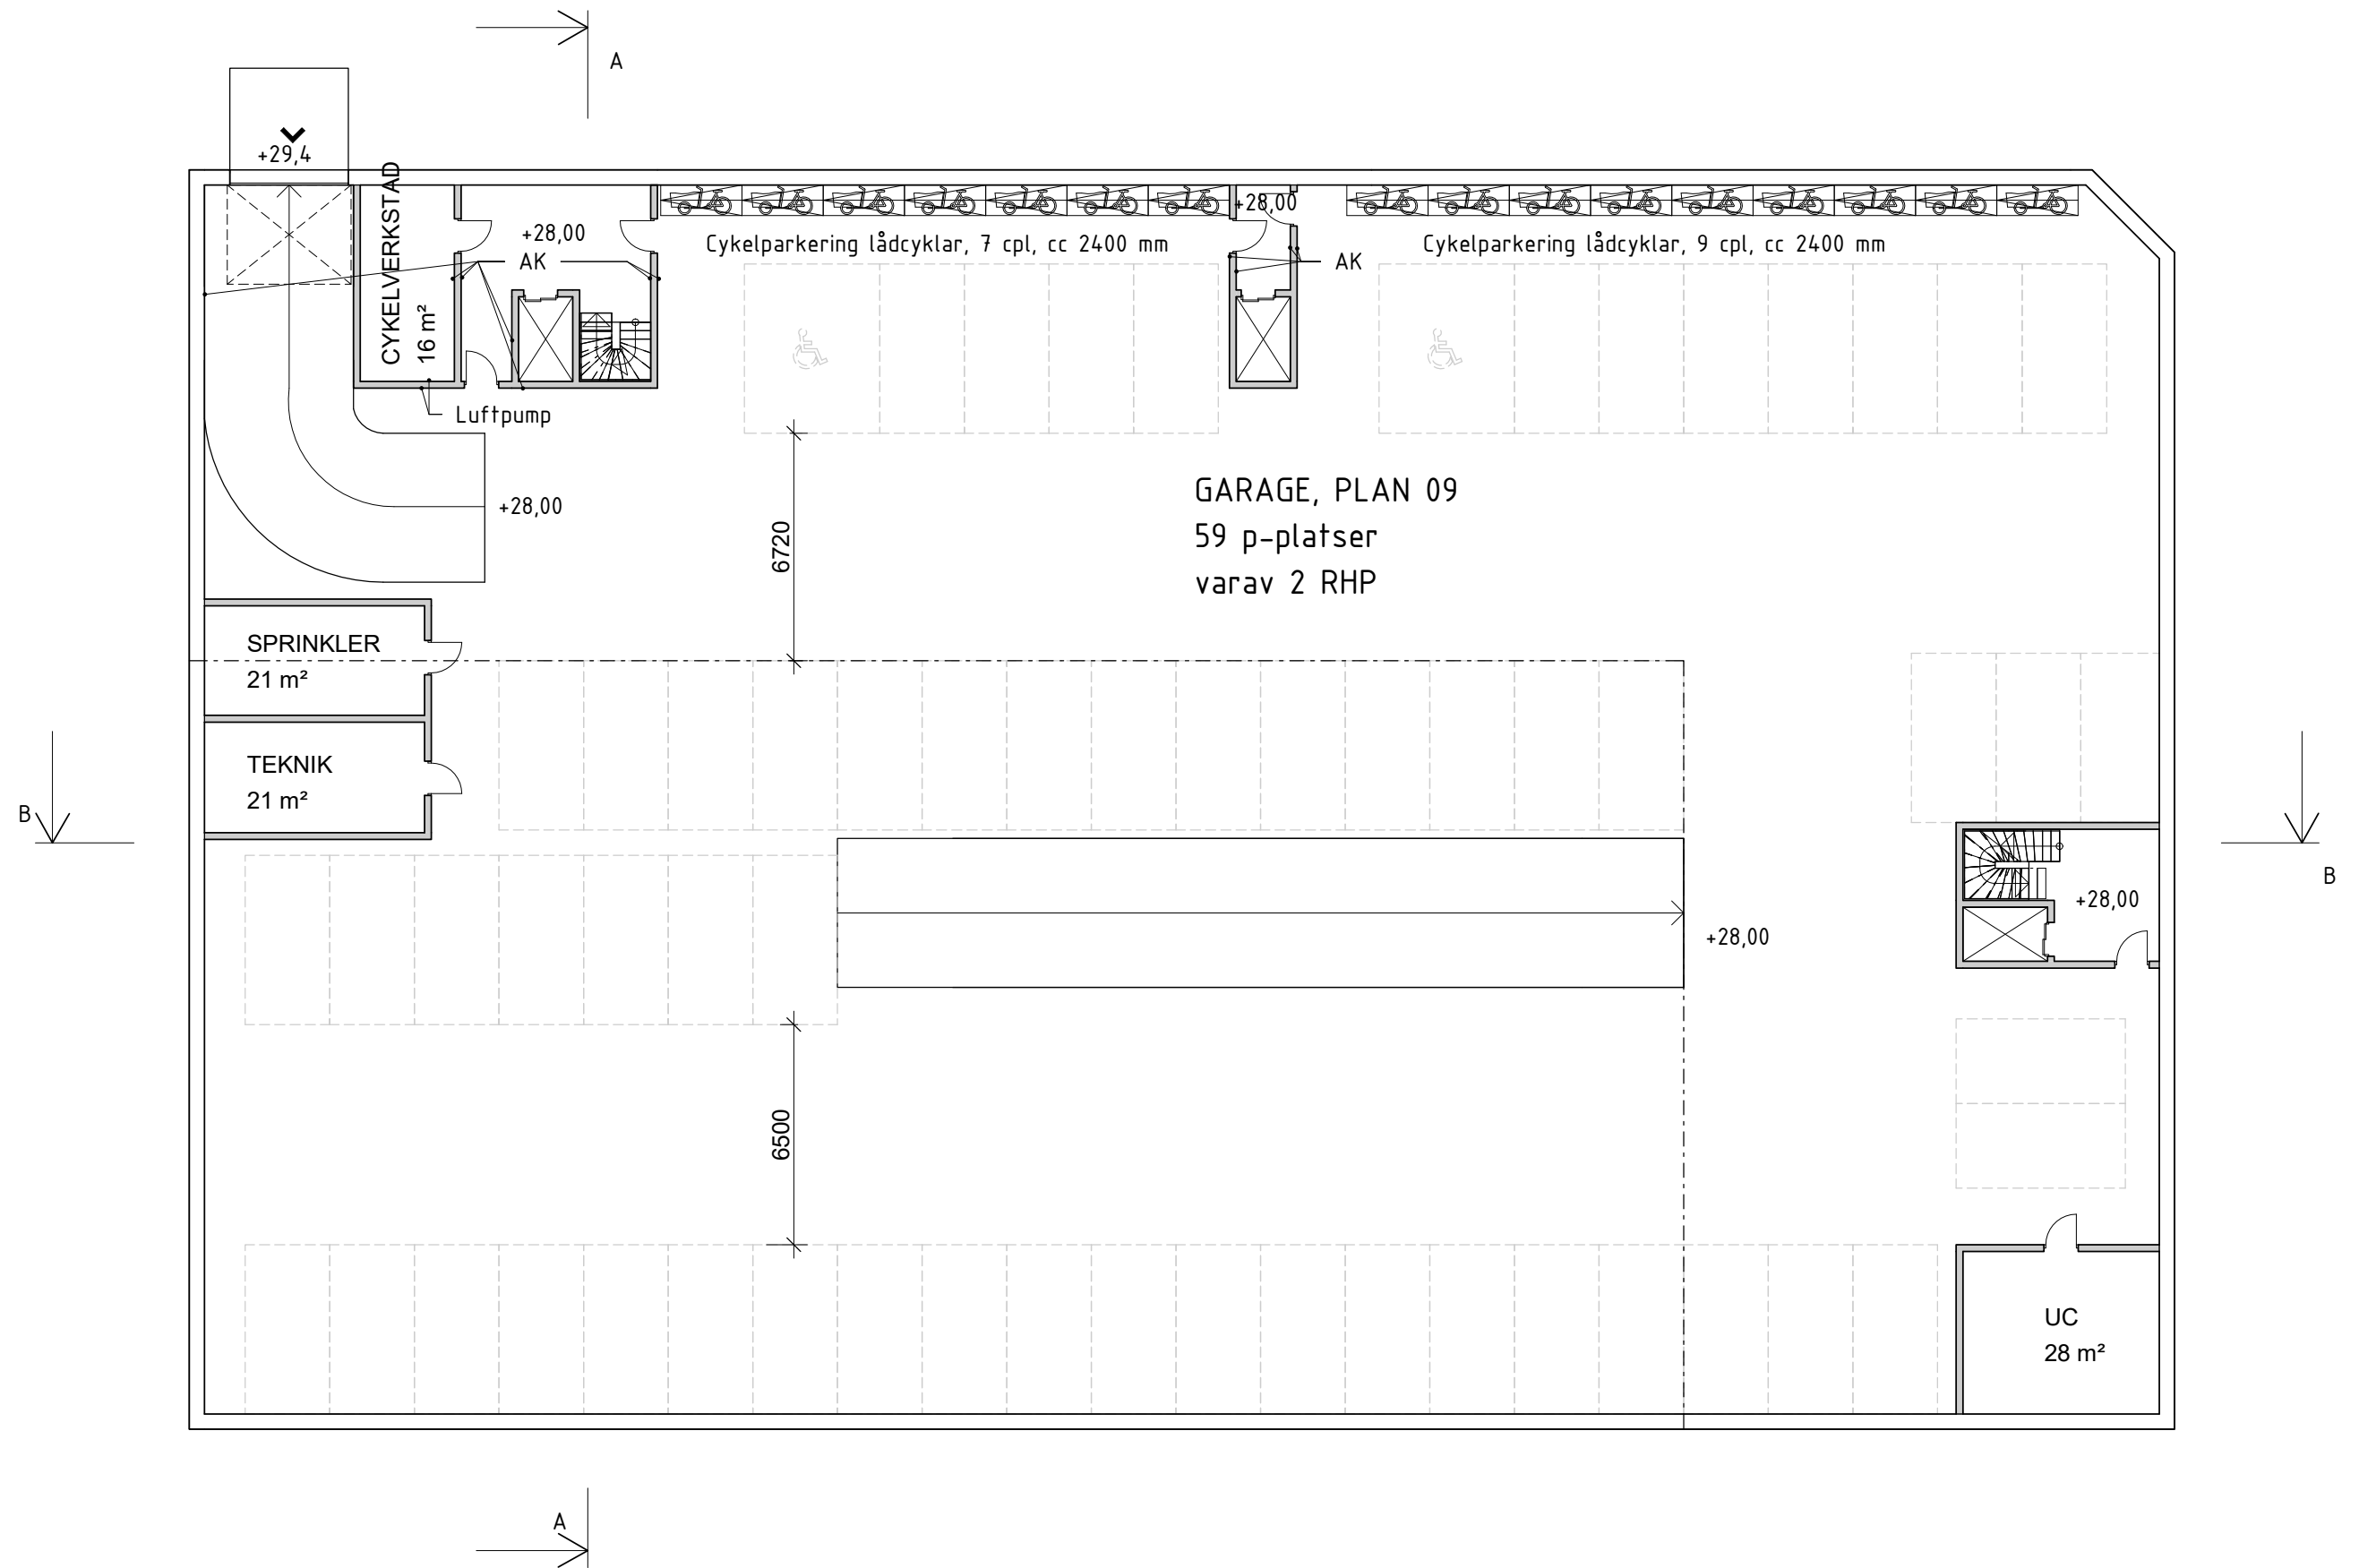 A
+29,4
CYKELVERKSTAD
16 m²
+28,00
AK
Cykelparkering lådcyklar, 7 cpl, cc 2400 mm
+28,00
AK
Cykelparkering lådcyklar, 9 cpl, cc 2400 mm
Luftpump
+28,00
6720
GARAGE, PLAN 09
59 p-platser
varav 2 RHP
SPRINKLER
21 m²
TEKNIK
21 m²
B
B
+28,00
+28,00
6500
UC
28 m²
A